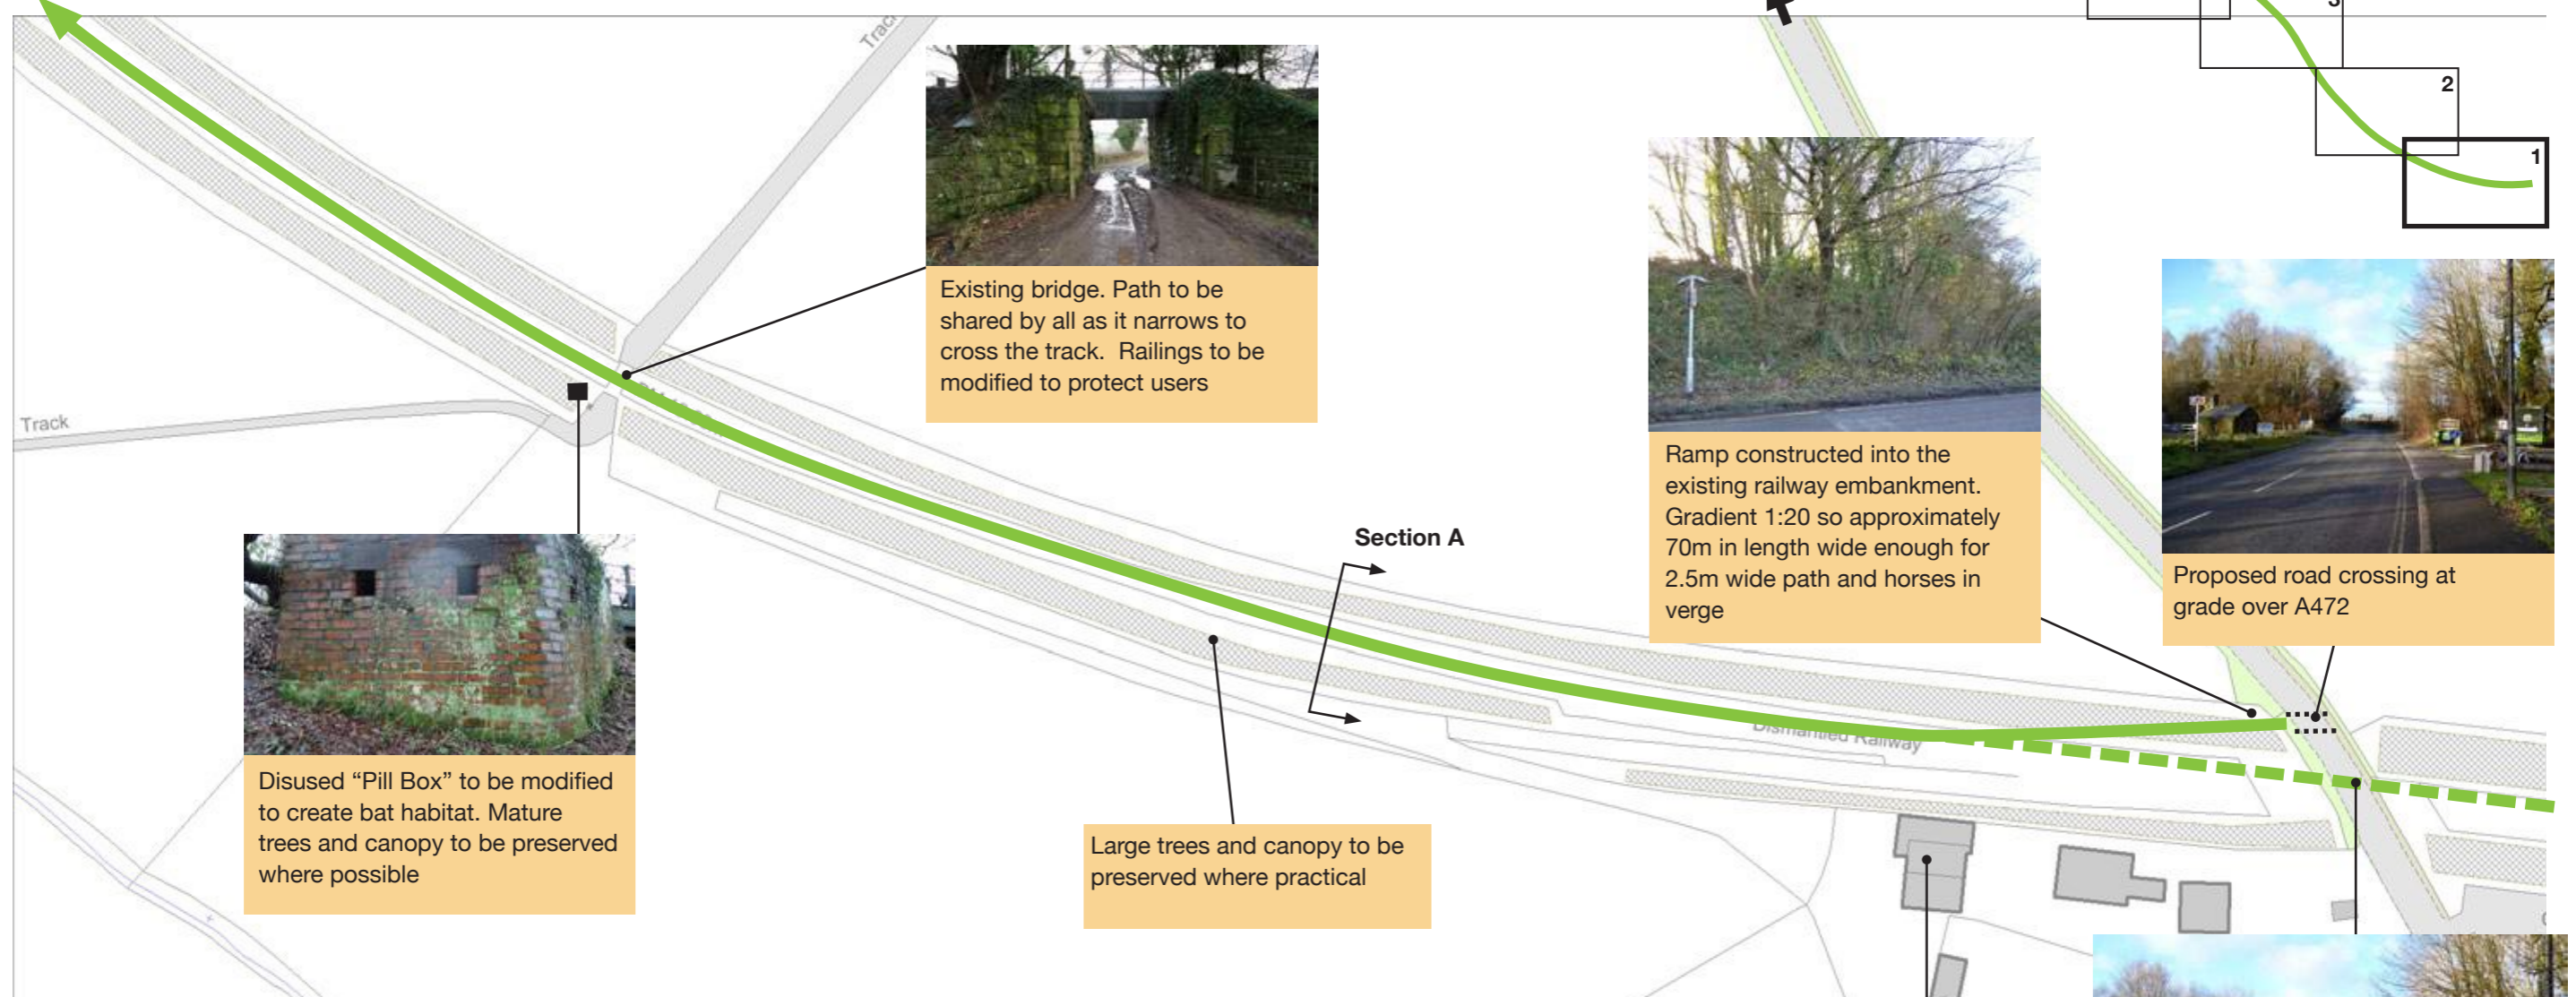 Track
3
2
1
Existing bridge. Path to be
shared by all as it narrows to
cross the track.  Railings to be
modified to protect users
Track
Ramp constructed into the
existing railway embankment.
Gradient 1:20 so approximately
70m in length wide enough for
2.5m wide path and horses in
verge
Proposed road crossing at
grade over A472
Section A
Disused “Pill Box” to be modified
to create bat habitat. Mature
trees and canopy to be preserved
where possible
Dismantled Railway
Large trees and canopy to be
preserved where practical